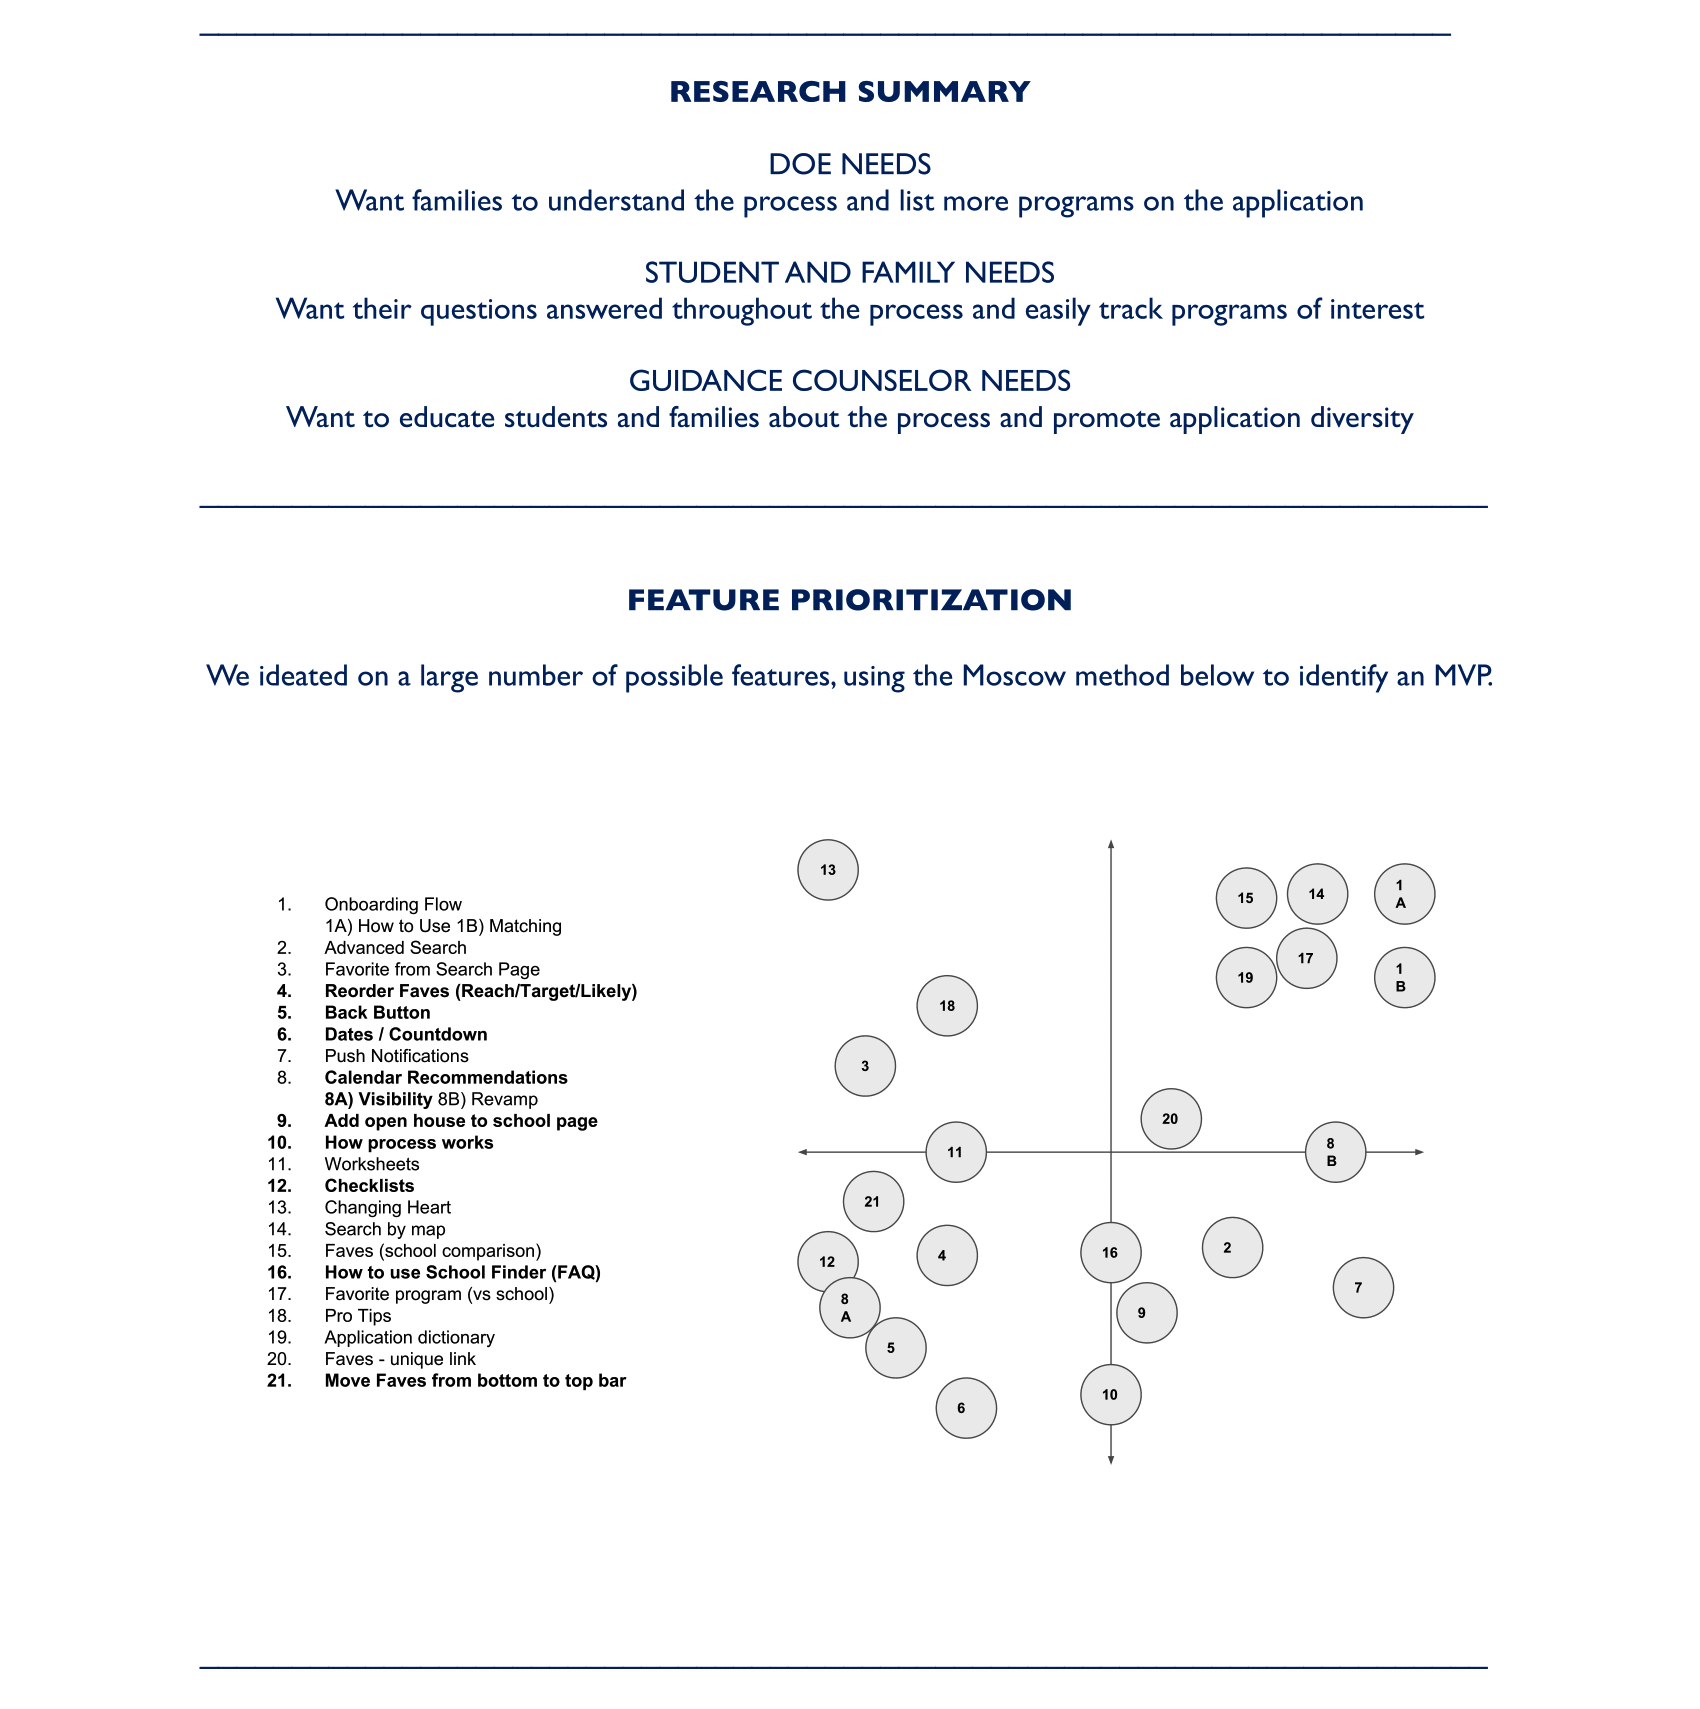 RESEARCH SUMMARY
DOE NEEDS
Want families to understand the process and list more programs on the application
STUDENT AND FAMILY NEEDS
Want their questions answered throughout the process and easily track programs of interest
GUIDANCE COUNSELOR NEEDS
Want to educate students and families about the process and promote application diversity
FEATURE PRIORITIZATION
We ideated on a large number of possible features, using the Moscow method below to identify an MVP.
1. Onboarding Flow
1A) How to Use 1B) Matching
2. Advanced Search
3. Favorite from Search Page
4. Reorder Faves (Reach/Target/Likely)
5. Back Button
6. Dates / Countdown
7. Push Notifications
8. Calendar Recommendations
8A) Visibility 8B) Revamp
9. Add open house to school page
10. How process works
11. Worksheets
12. Checklists
13. Changing Heart
14. Search by map
15. Faves (school comparison)
16. How to use School Finder (FAQ)
17. Favorite program (vs school)
18. Pro Tips
19. Application dictionary
20. Faves - unique link
21. Move Faves from bottom to top bar
13
15
14
1
A
17
19
1
B
18
3
20
11
8
B
21
12
4
16
2
7
8
A
9
5
10
6